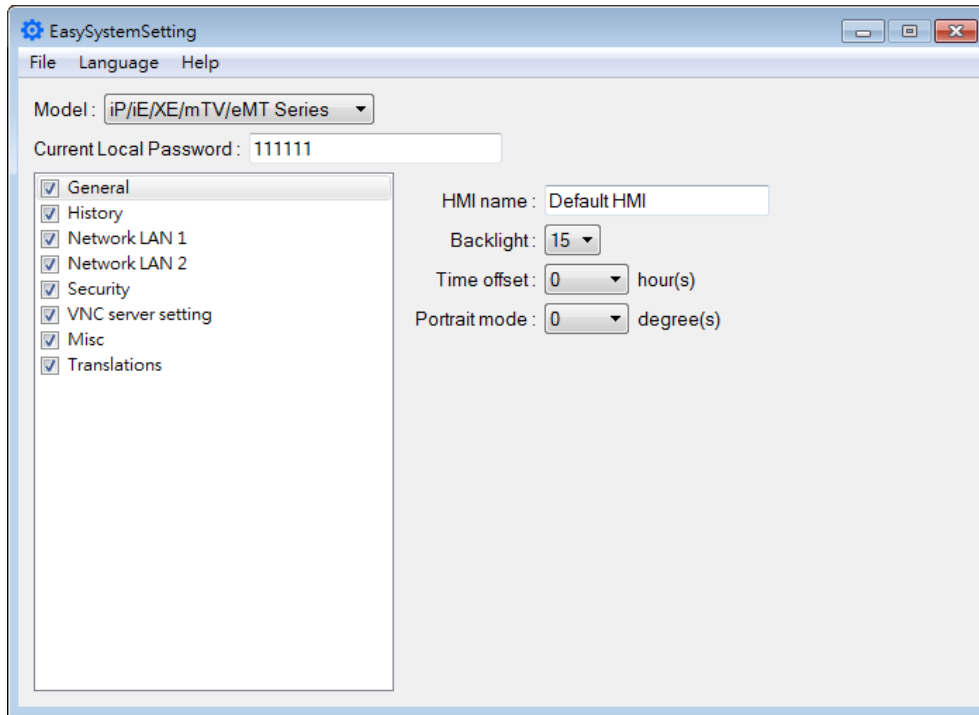 EasySystemSetting
File Language Help
Model : iP/iE/XE/mTV/eMT Series
Current Local Password : 111111
General
History
Network LAN 1
Network LAN 2
Security
VNC server setting
Misc
Translations
HMI name : Default HMI
Backlight : 15
Time offset : 0 hour(s)
Portrait mode : 0 degree(s)